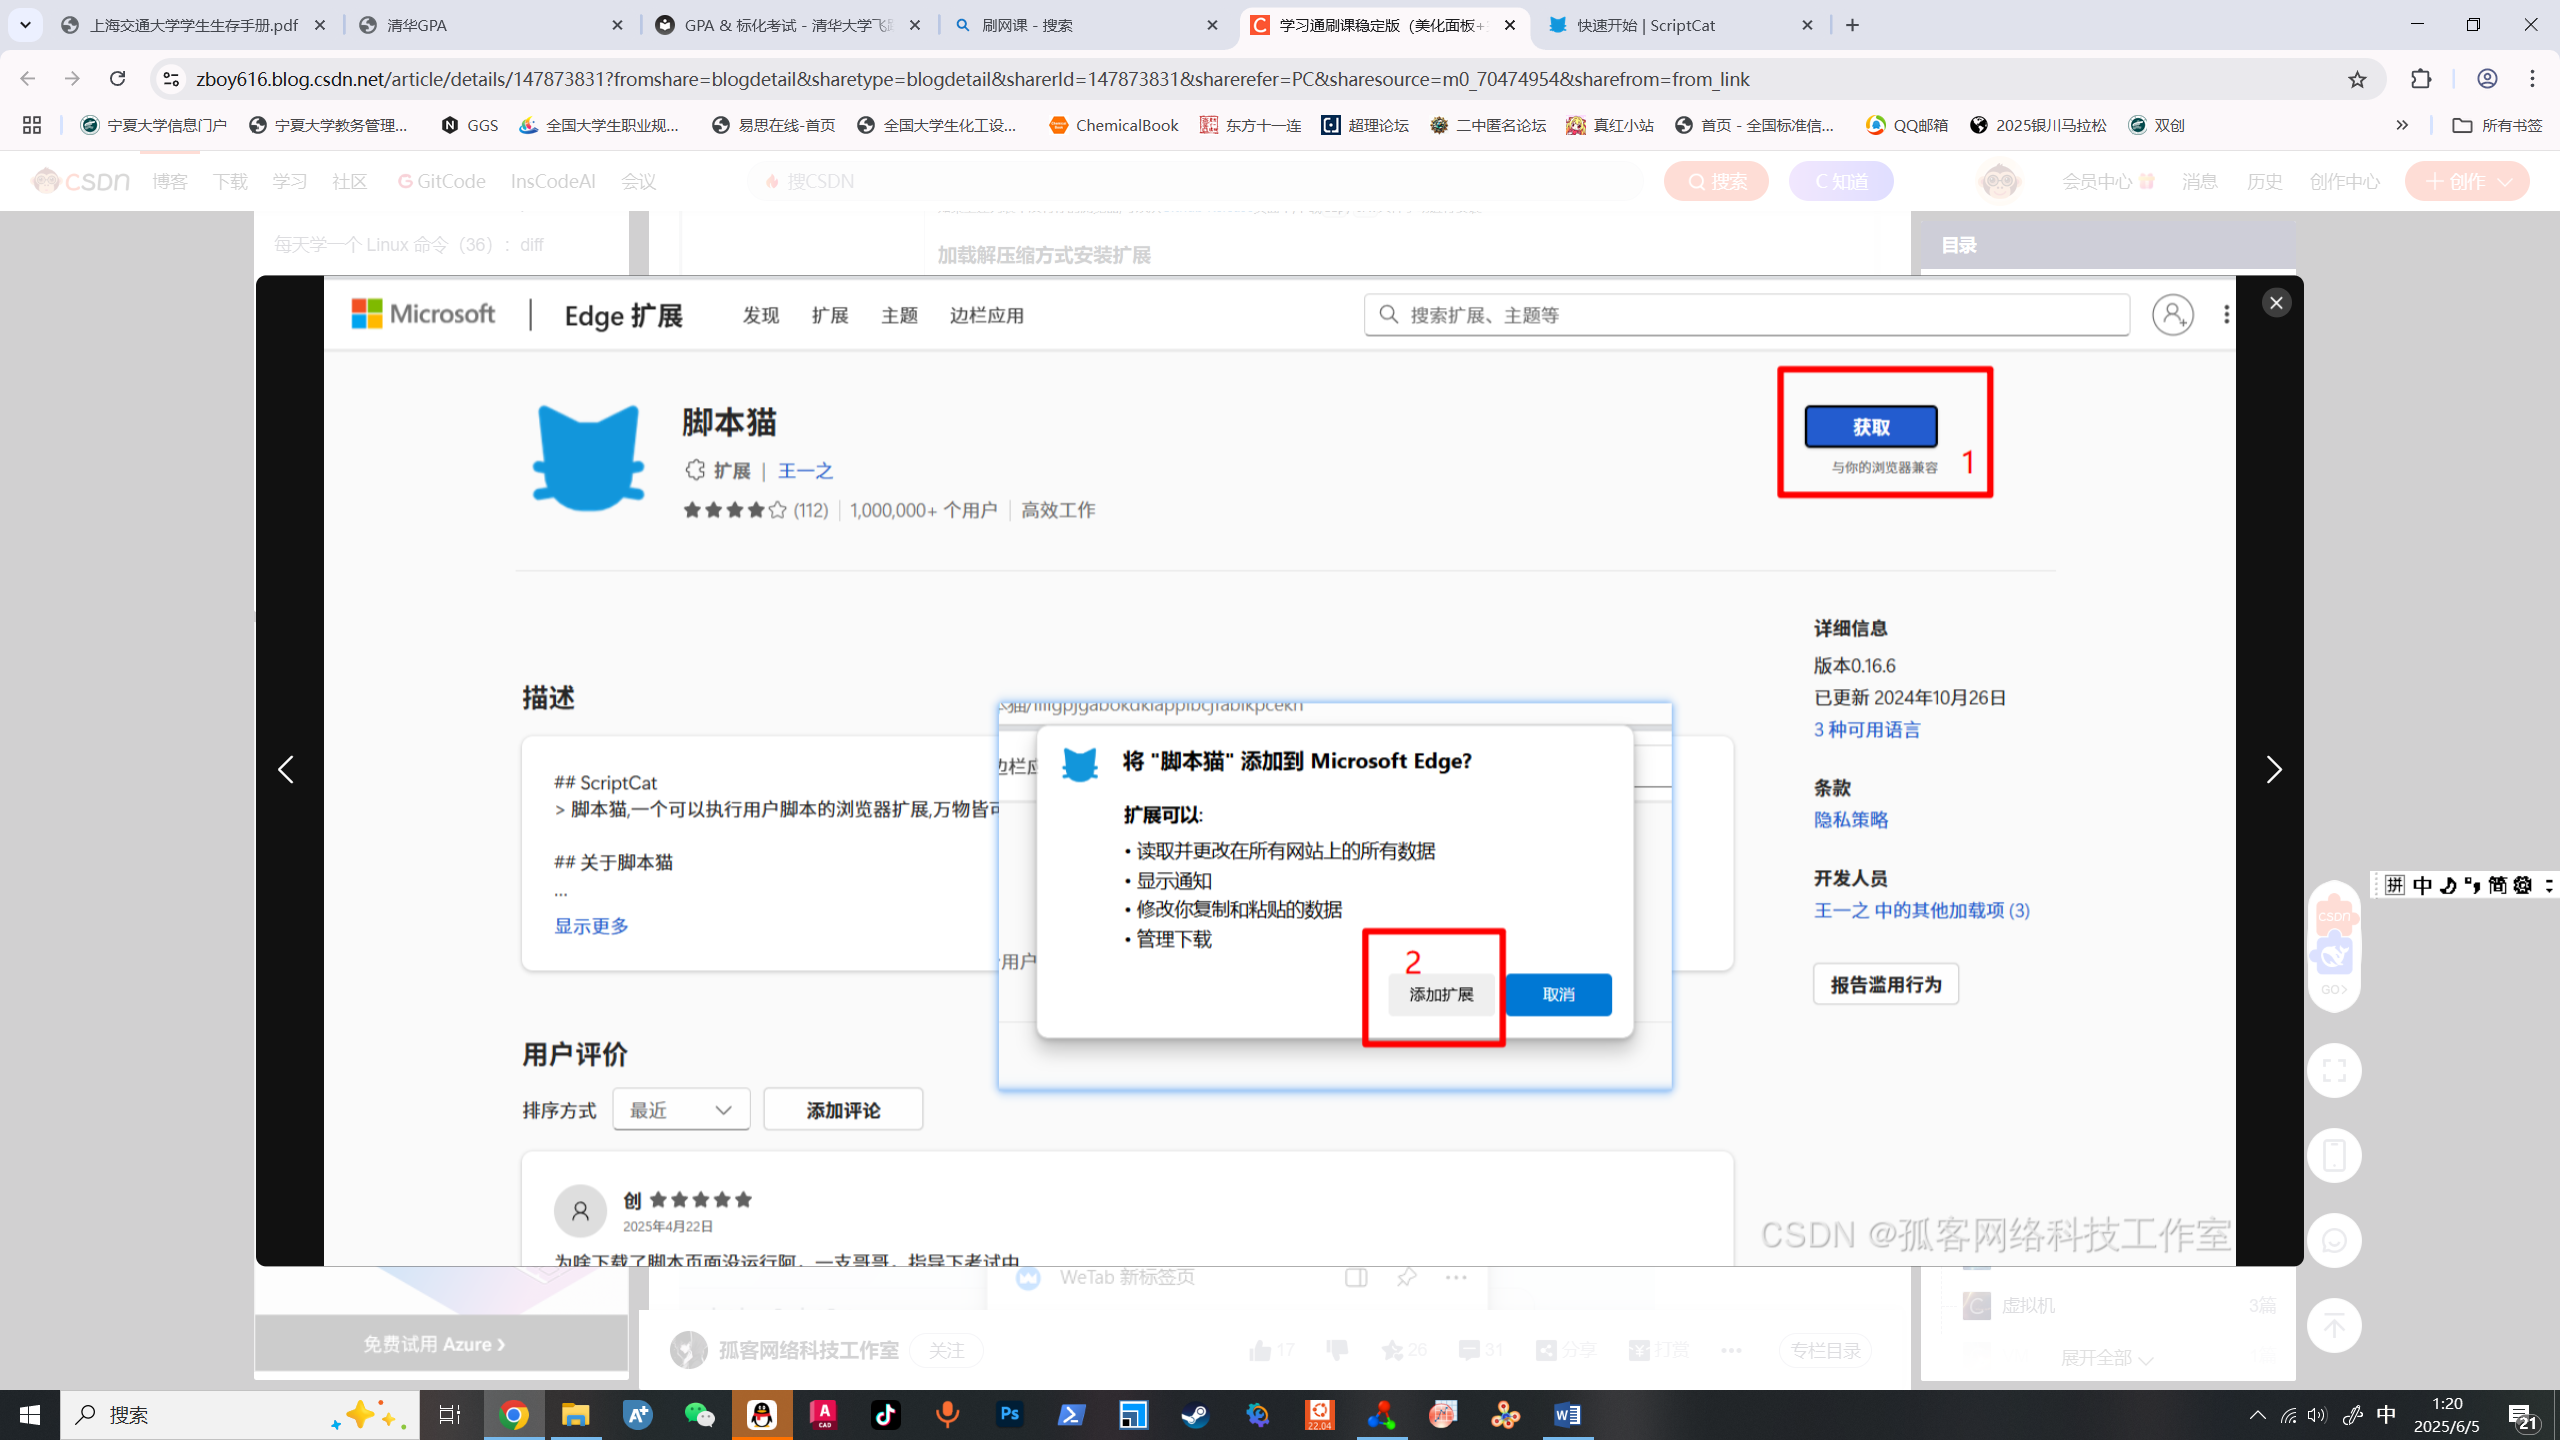 上海交通大学学生生存手册.pdf
清华GPA
GPA & 标化考试 - 清华大学飞
刷网课 - 搜索
学习通刷课稳定版（美化面板+
快速开始 | ScriptCat
zboy616.blog.csdn.net/article/details/147873831?fromshare=blogdetail&sharetype=blogdetail&sharerId=147873831&sharerefer=PC&sharesource=m0_70474954&sharefrom=from_link
宁夏大学信息门户
宁夏大学教务管理...
GGS
全国大学生职业规...
易思在线-首页
全国大学生化工设...
ChemicalBook
东方十一连
超理论坛
二中匿名论坛
真红小站
首页 - 全国标准信...
QQ邮箱
2025银川马拉松
双创
所有书签
CSDN
博客
下载
学习
社区
GitCode
InsCodeAI
会议
搜CSDN
搜索
C 知道
会员中心
消息
历史
创作中心
创作
每天学一个 Linux 命令（36）：diff
加载解压缩方式安装扩展
目录
Microsoft
Edge 扩展
发现
扩展
主题
边栏应用
搜索扩展、主题等
脚本猫
扩展 | 王一之
(112)
1,000,000+ 个用户
高效工作
获取
与你的浏览器兼容
1
详细信息
版本0.16.6
已更新 2024年10月26日
3 种可用语言
条款
隐私策略
开发人员
王一之 中的其他加载项 (3)
报告滥用行为
描述
## ScriptCat
> 脚本猫,一个可以执行用户脚本的浏览器扩展,万物皆可
## 关于脚本猫
...
显示更多
将 "脚本猫" 添加到 Microsoft Edge?
扩展可以:
• 读取并更改在所有网站上的所有数据
• 显示通知
• 修改你复制和粘贴的数据
• 管理下载
2
添加扩展
取消
用户
用户评价
排序方式
最近
添加评论
创
2025年4月22日
为啥下载了脚本页面没运行阿，一支哥哥，指导下考试中
CSDN @孤客网络科技工作室
WeTab 新标签页
CSDN
GO>
免费试用 Azure ›
孤客网络科技工作室
关注
17
26
31
分享
打赏
专栏目录
虚拟机
3篇
展开全部
拼 中 简
搜索
CAD
Ps
22.04
中
1:20
2025/6/5
21